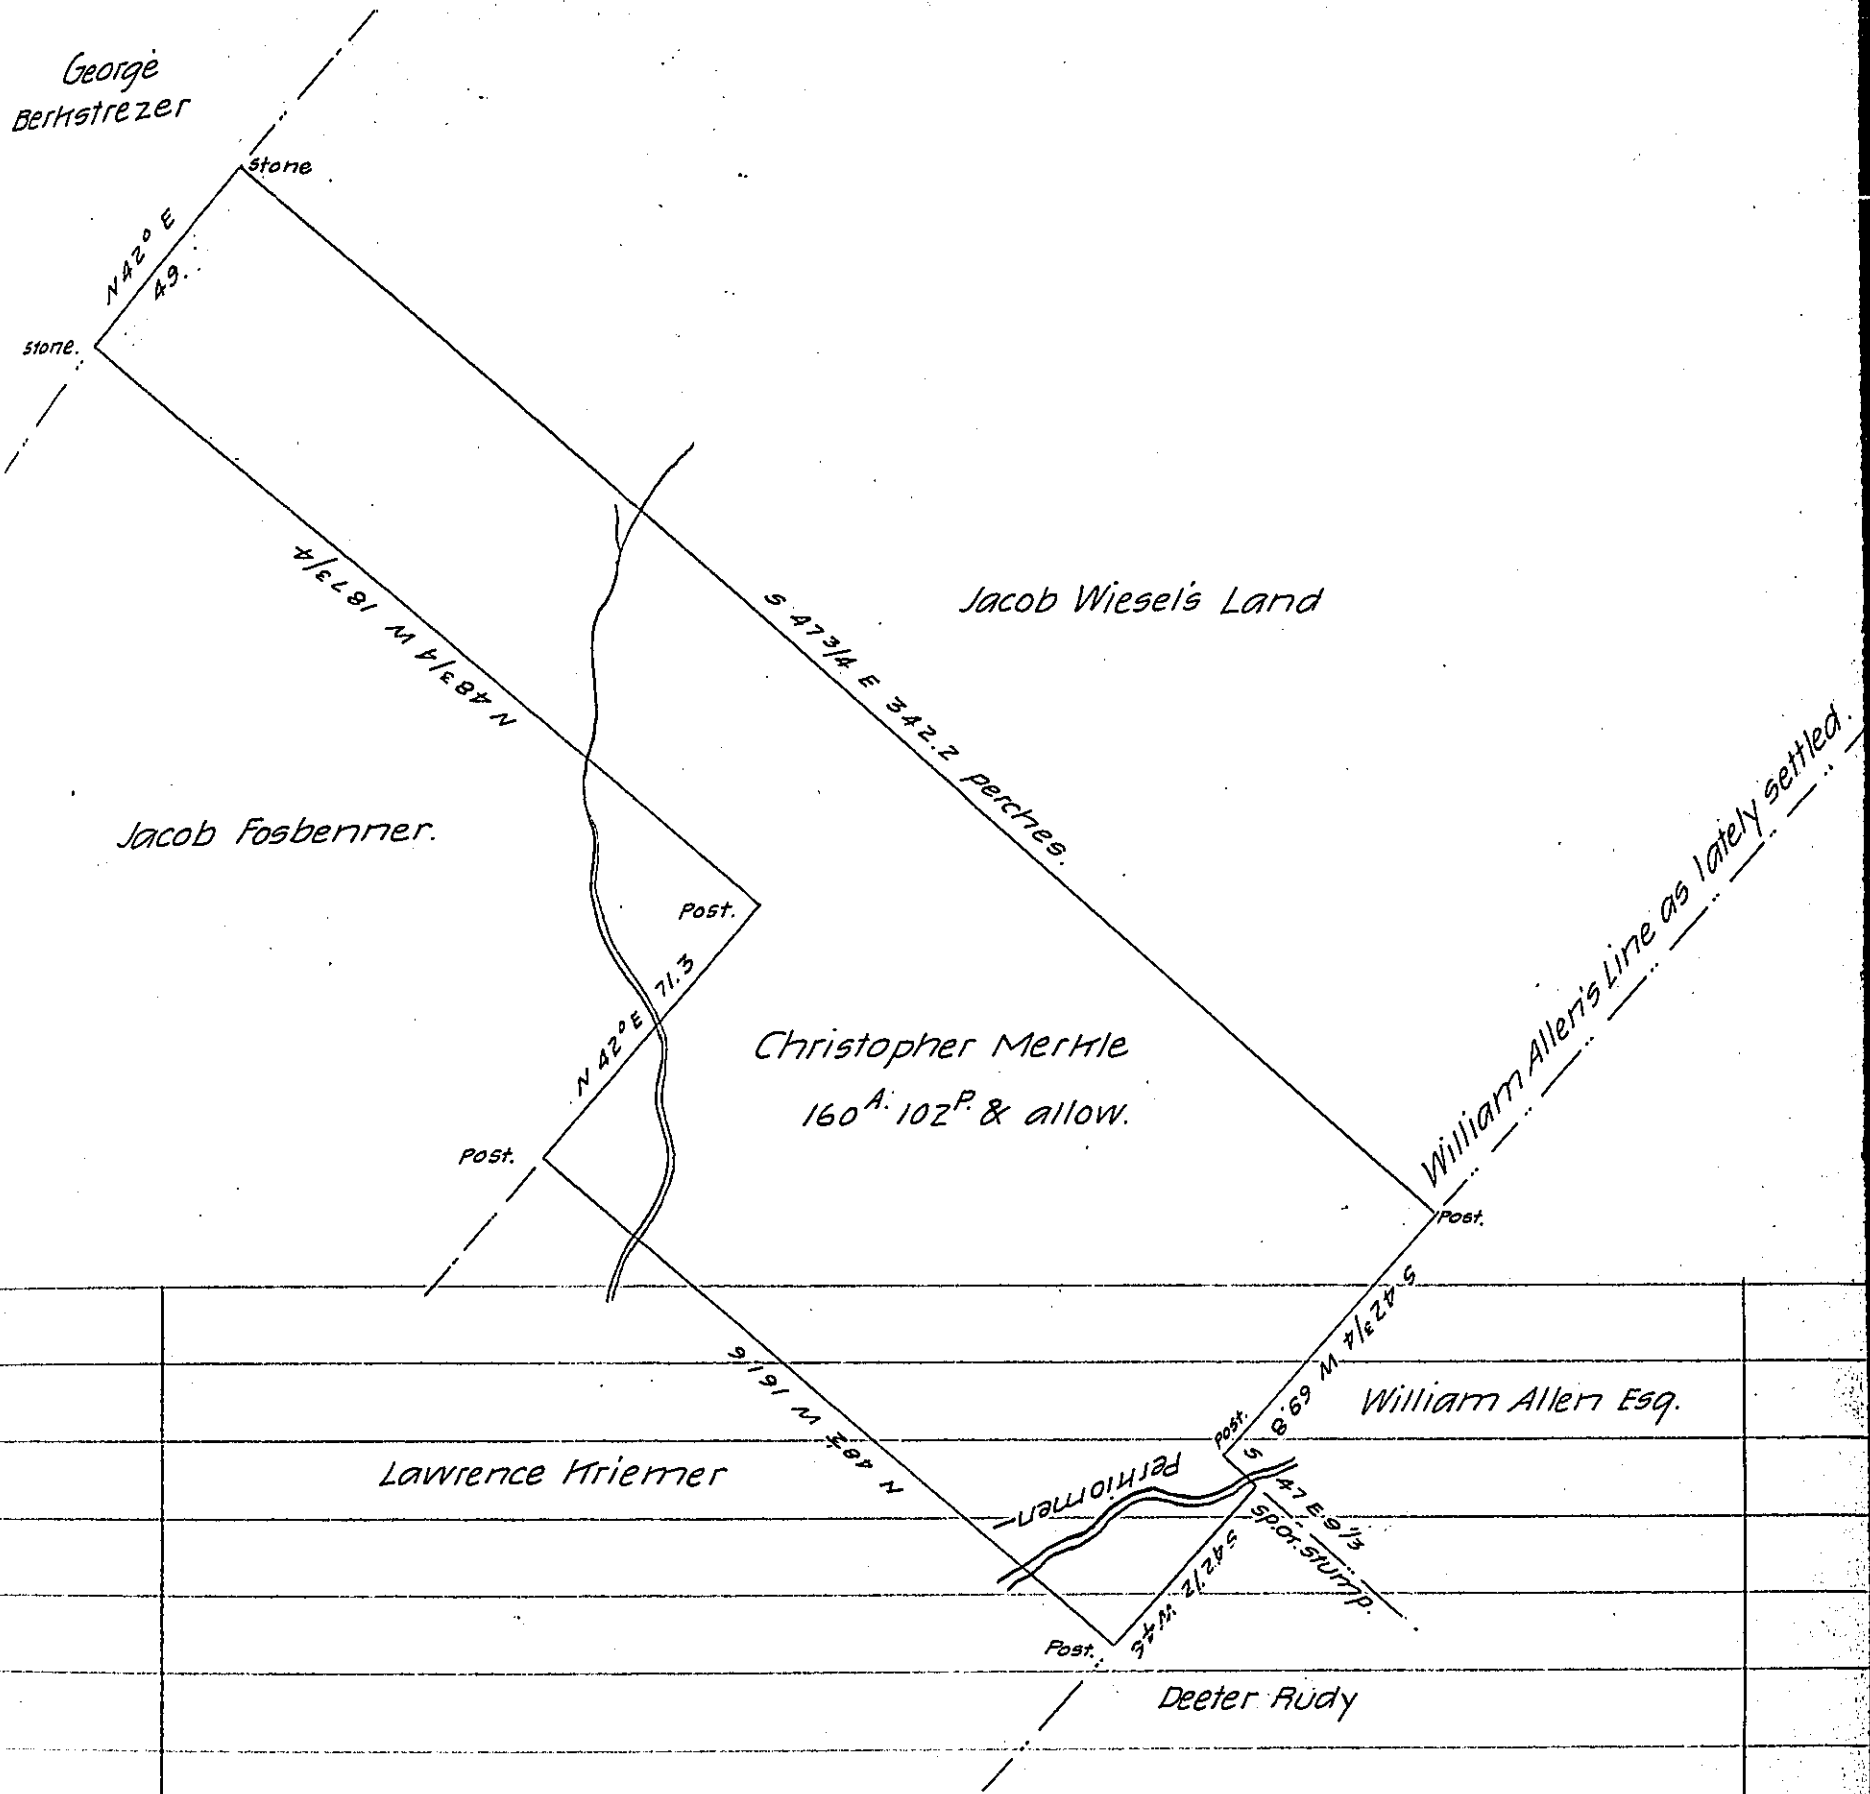 George
Berkstrezer
stone
N 42° E
49.
stone.
N 48 3/4 W 187 3/4
S 47 3/4 E 342.2 perches.
Jacob Wiesel's Land
Jacob Fosbenner.
William Allen's Line as lately settled.
Post.
N 42° E 71.3
Christopher Merkle
160 A. 102 P. & allow.
Post.
Post.
S 42 3/4 W 69.8
N 48 1/2 W 161.6
William Allen Esq.
Post.
Lawrence Kriemer
Perkiomen
S 47 E 9 1/3
Sp.or. Stump.
S 42 1/2 W 46
Post.
Deeter Rudy